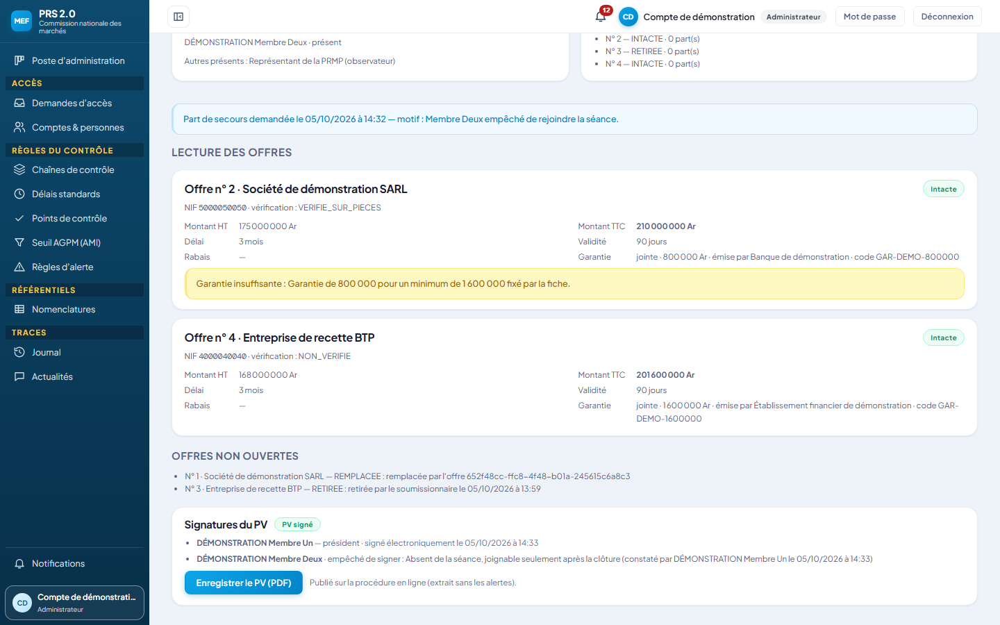 MEF
PRS 2.0
Commission nationale des
marchés
Poste d'administration
ACCÈS
Demandes d'accès
Comptes & personnes
RÈGLES DU CONTRÔLE
Chaînes de contrôle
Délais standards
Points de contrôle
Seuil AGPM (AMI)
Règles d'alerte
RÉFÉRENTIELS
Nomenclatures
TRACES
Journal
Actualités
Notifications
CD
Compte de démonstrati...
Administrateur
12
CD
Compte de démonstration
Administrateur
Mot de passe
Déconnexion
DÉMONSTRATION Membre Deux · présent
Autres présents : Représentant de la PRMP (observateur)
N° 2 — INTACTE · 0 part(s)
N° 3 — RETIREE · 0 part(s)
N° 4 — INTACTE · 0 part(s)
Part de secours demandée le 05/10/2026 à 14:32 — motif : Membre Deux empêché de rejoindre la séance.
LECTURE DES OFFRES
Offre n° 2 · Société de démonstration SARL
Intacte
NIF 5000050050 · vérification : VERIFIE_SUR_PIECES
Montant HT 175 000 000 Ar
Montant TTC 210 000 000 Ar
Délai 3 mois
Validité 90 jours
Rabais —
Garantie jointe · 800 000 Ar · émise par Banque de démonstration · code GAR-DEMO-800000
Garantie insuffisante : Garantie de 800 000 pour un minimum de 1 600 000 fixé par la fiche.
Offre n° 4 · Entreprise de recette BTP
Intacte
NIF 4000040040 · vérification : NON_VERIFIE
Montant HT 168 000 000 Ar
Montant TTC 201 600 000 Ar
Délai 3 mois
Validité 90 jours
Rabais —
Garantie jointe · 1 600 000 Ar · émise par Établissement financier de démonstration · code GAR-
DEMO-1600000
OFFRES NON OUVERTES
N° 1 · Société de démonstration SARL — REMPLACEE : remplacée par l'offre 652f48cc-ffc8-4f48-b01a-245615c6a8c3
N° 3 · Entreprise de recette BTP — RETIREE : retirée par le soumissionaire le 05/10/2026 à 13:59
Signatures du PV
PV signé
DÉMONSTRATION Membre Un — président · signé électroniquement le 05/10/2026 à 14:33
DÉMONSTRATION Membre Deux · empêché de signer : Absent de la séance, joignable seulement après la clôture (constaté par DÉMONSTRATION Membre Un le 05/10/2026 à 14:33)
Enregistrer le PV (PDF)
Publié sur la procédure en ligne (extrait sans les alertes).